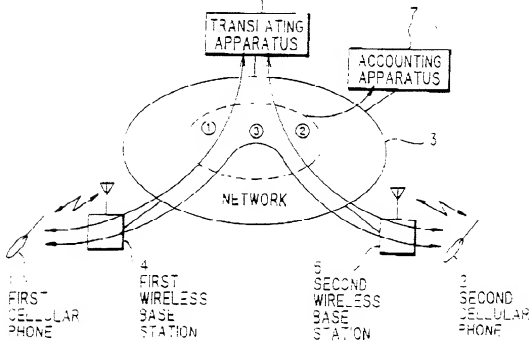 TRANSLATING
APPARATUS
7
ACCOUNTING
APPARATUS
① ③ ②
3
NETWORK
4
FIRST
WIRELESS
BASE
STATION
FIRST
CELLULAR
PHONE
5
SECOND
WIRELESS
BASE
STATION
2
SECOND
CELLULAR
PHONE